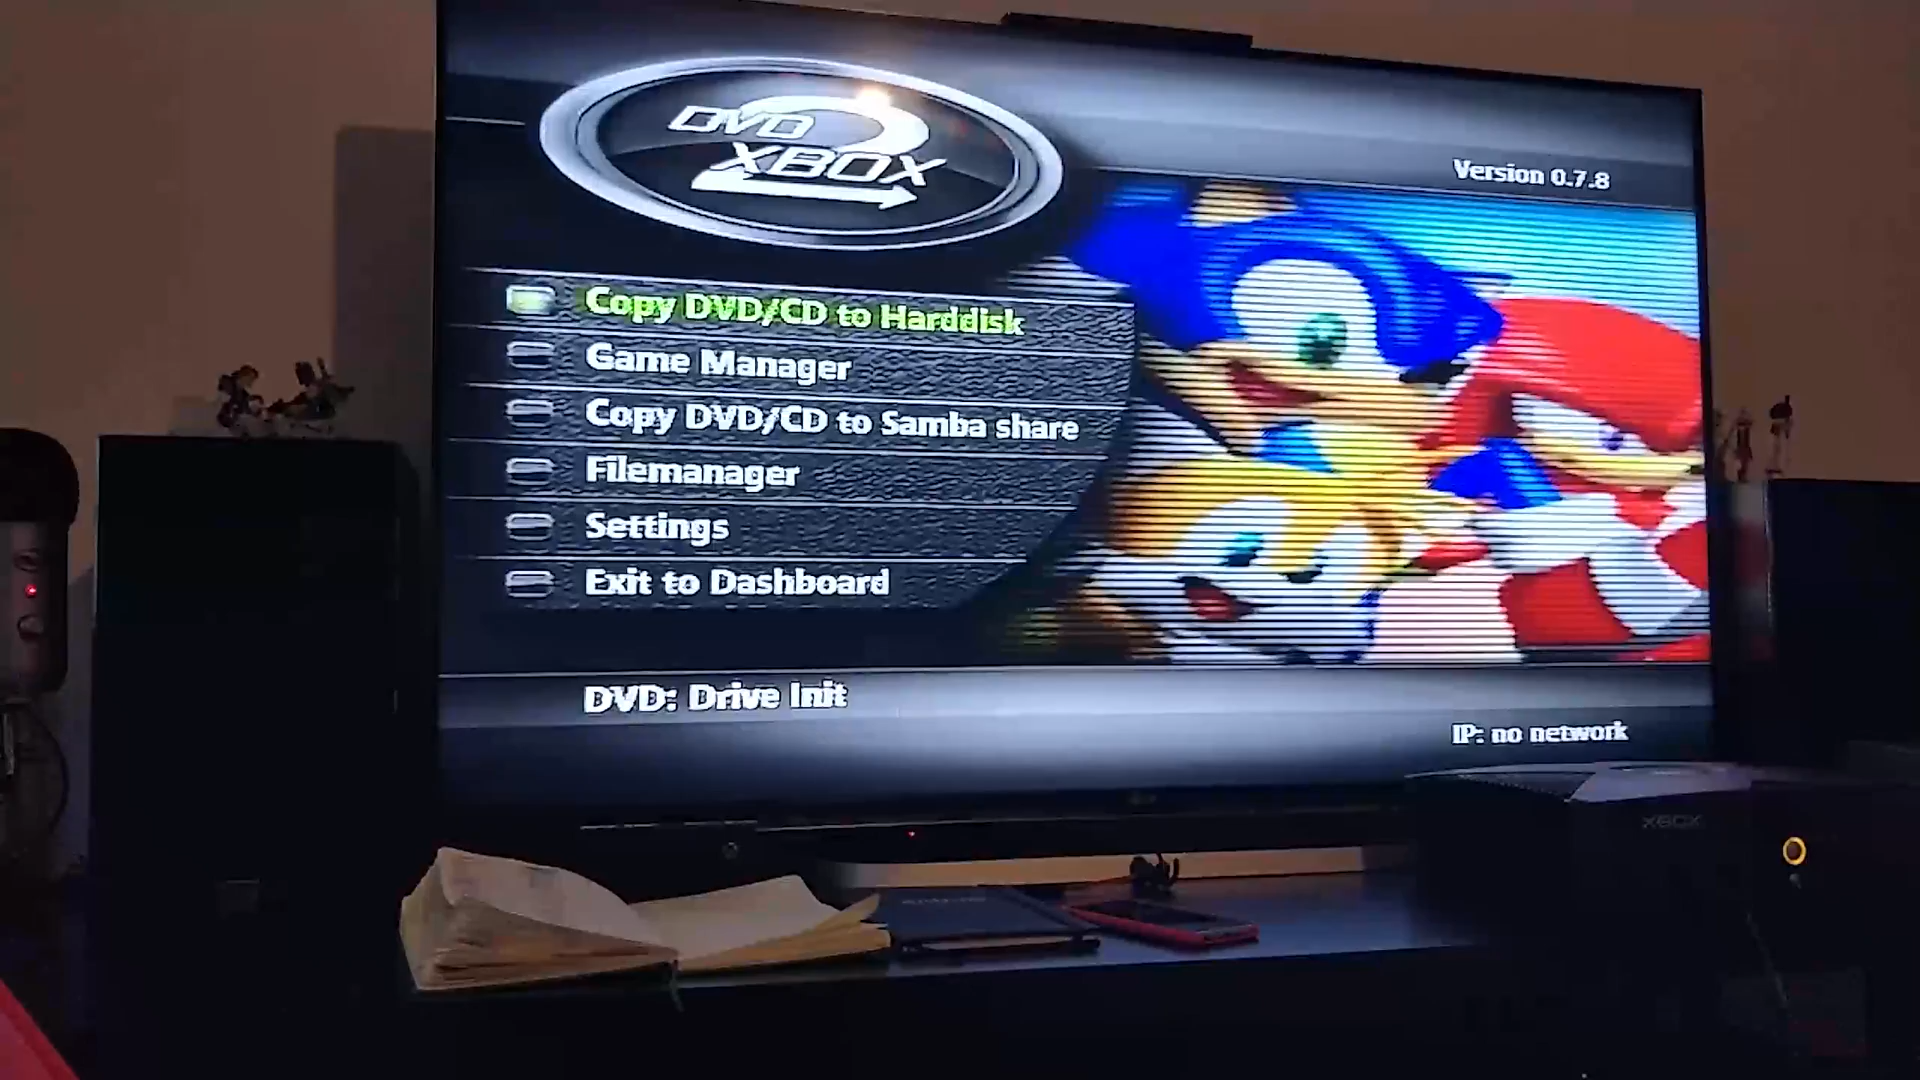 DVD
2
XBOX
Version 0.7.8
Copy DVD/CD to Harddisk
Game Manager
Copy DVD/CD to Samba share
Filemanager
Settings
Exit to Dashboard
DVD: Drive Init
IP: no network
XBOX